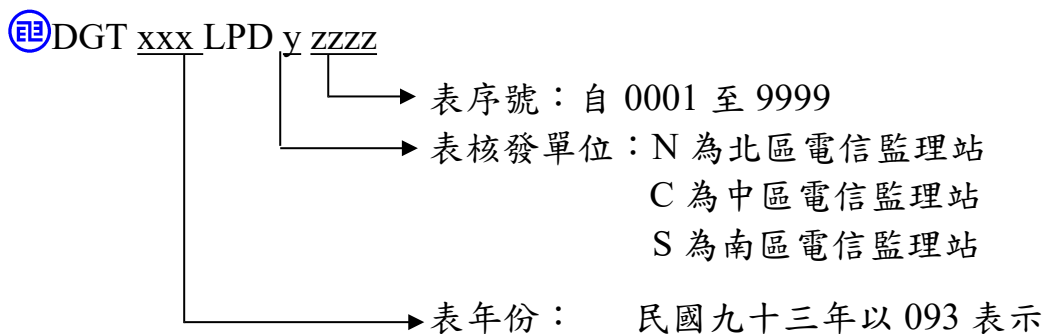 DGT xxx LPD y zzzz
表序號：自 0001 至 9999
表核發單位：N 為北區電信監理站
C 為中區電信監理站
S 為南區電信監理站
表年份： 民國九十三年以 093 表示